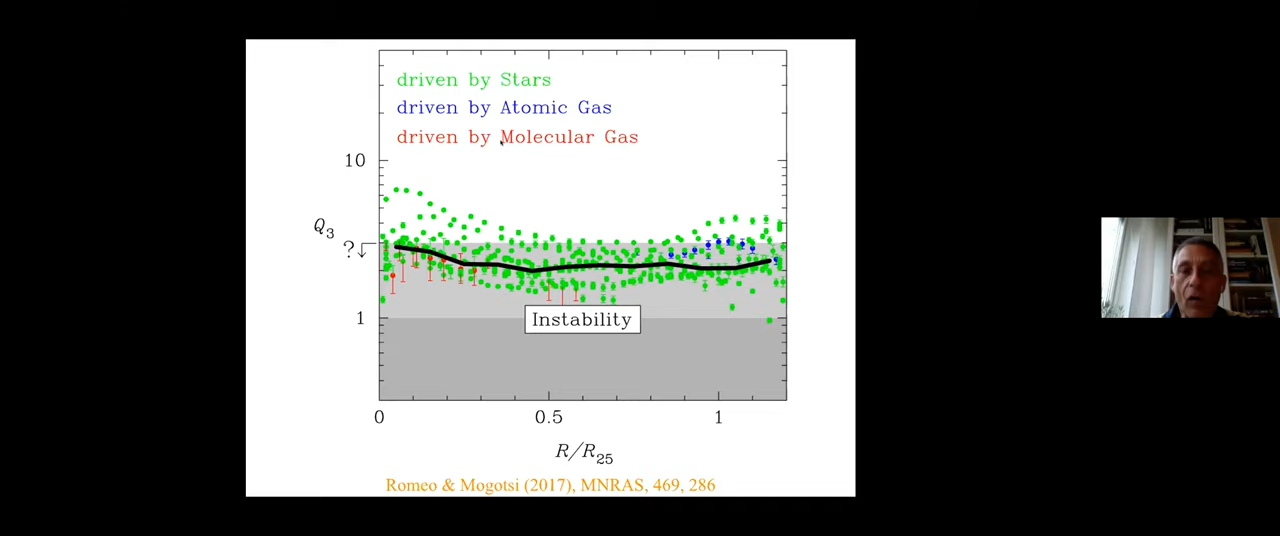 driven by Stars
driven by Atomic Gas
driven by Molecular Gas
10
Q3
?
1
Instability
0
0.5
1
R/R25
Romeo & Mogotsi (2017), MNRAS, 469, 286